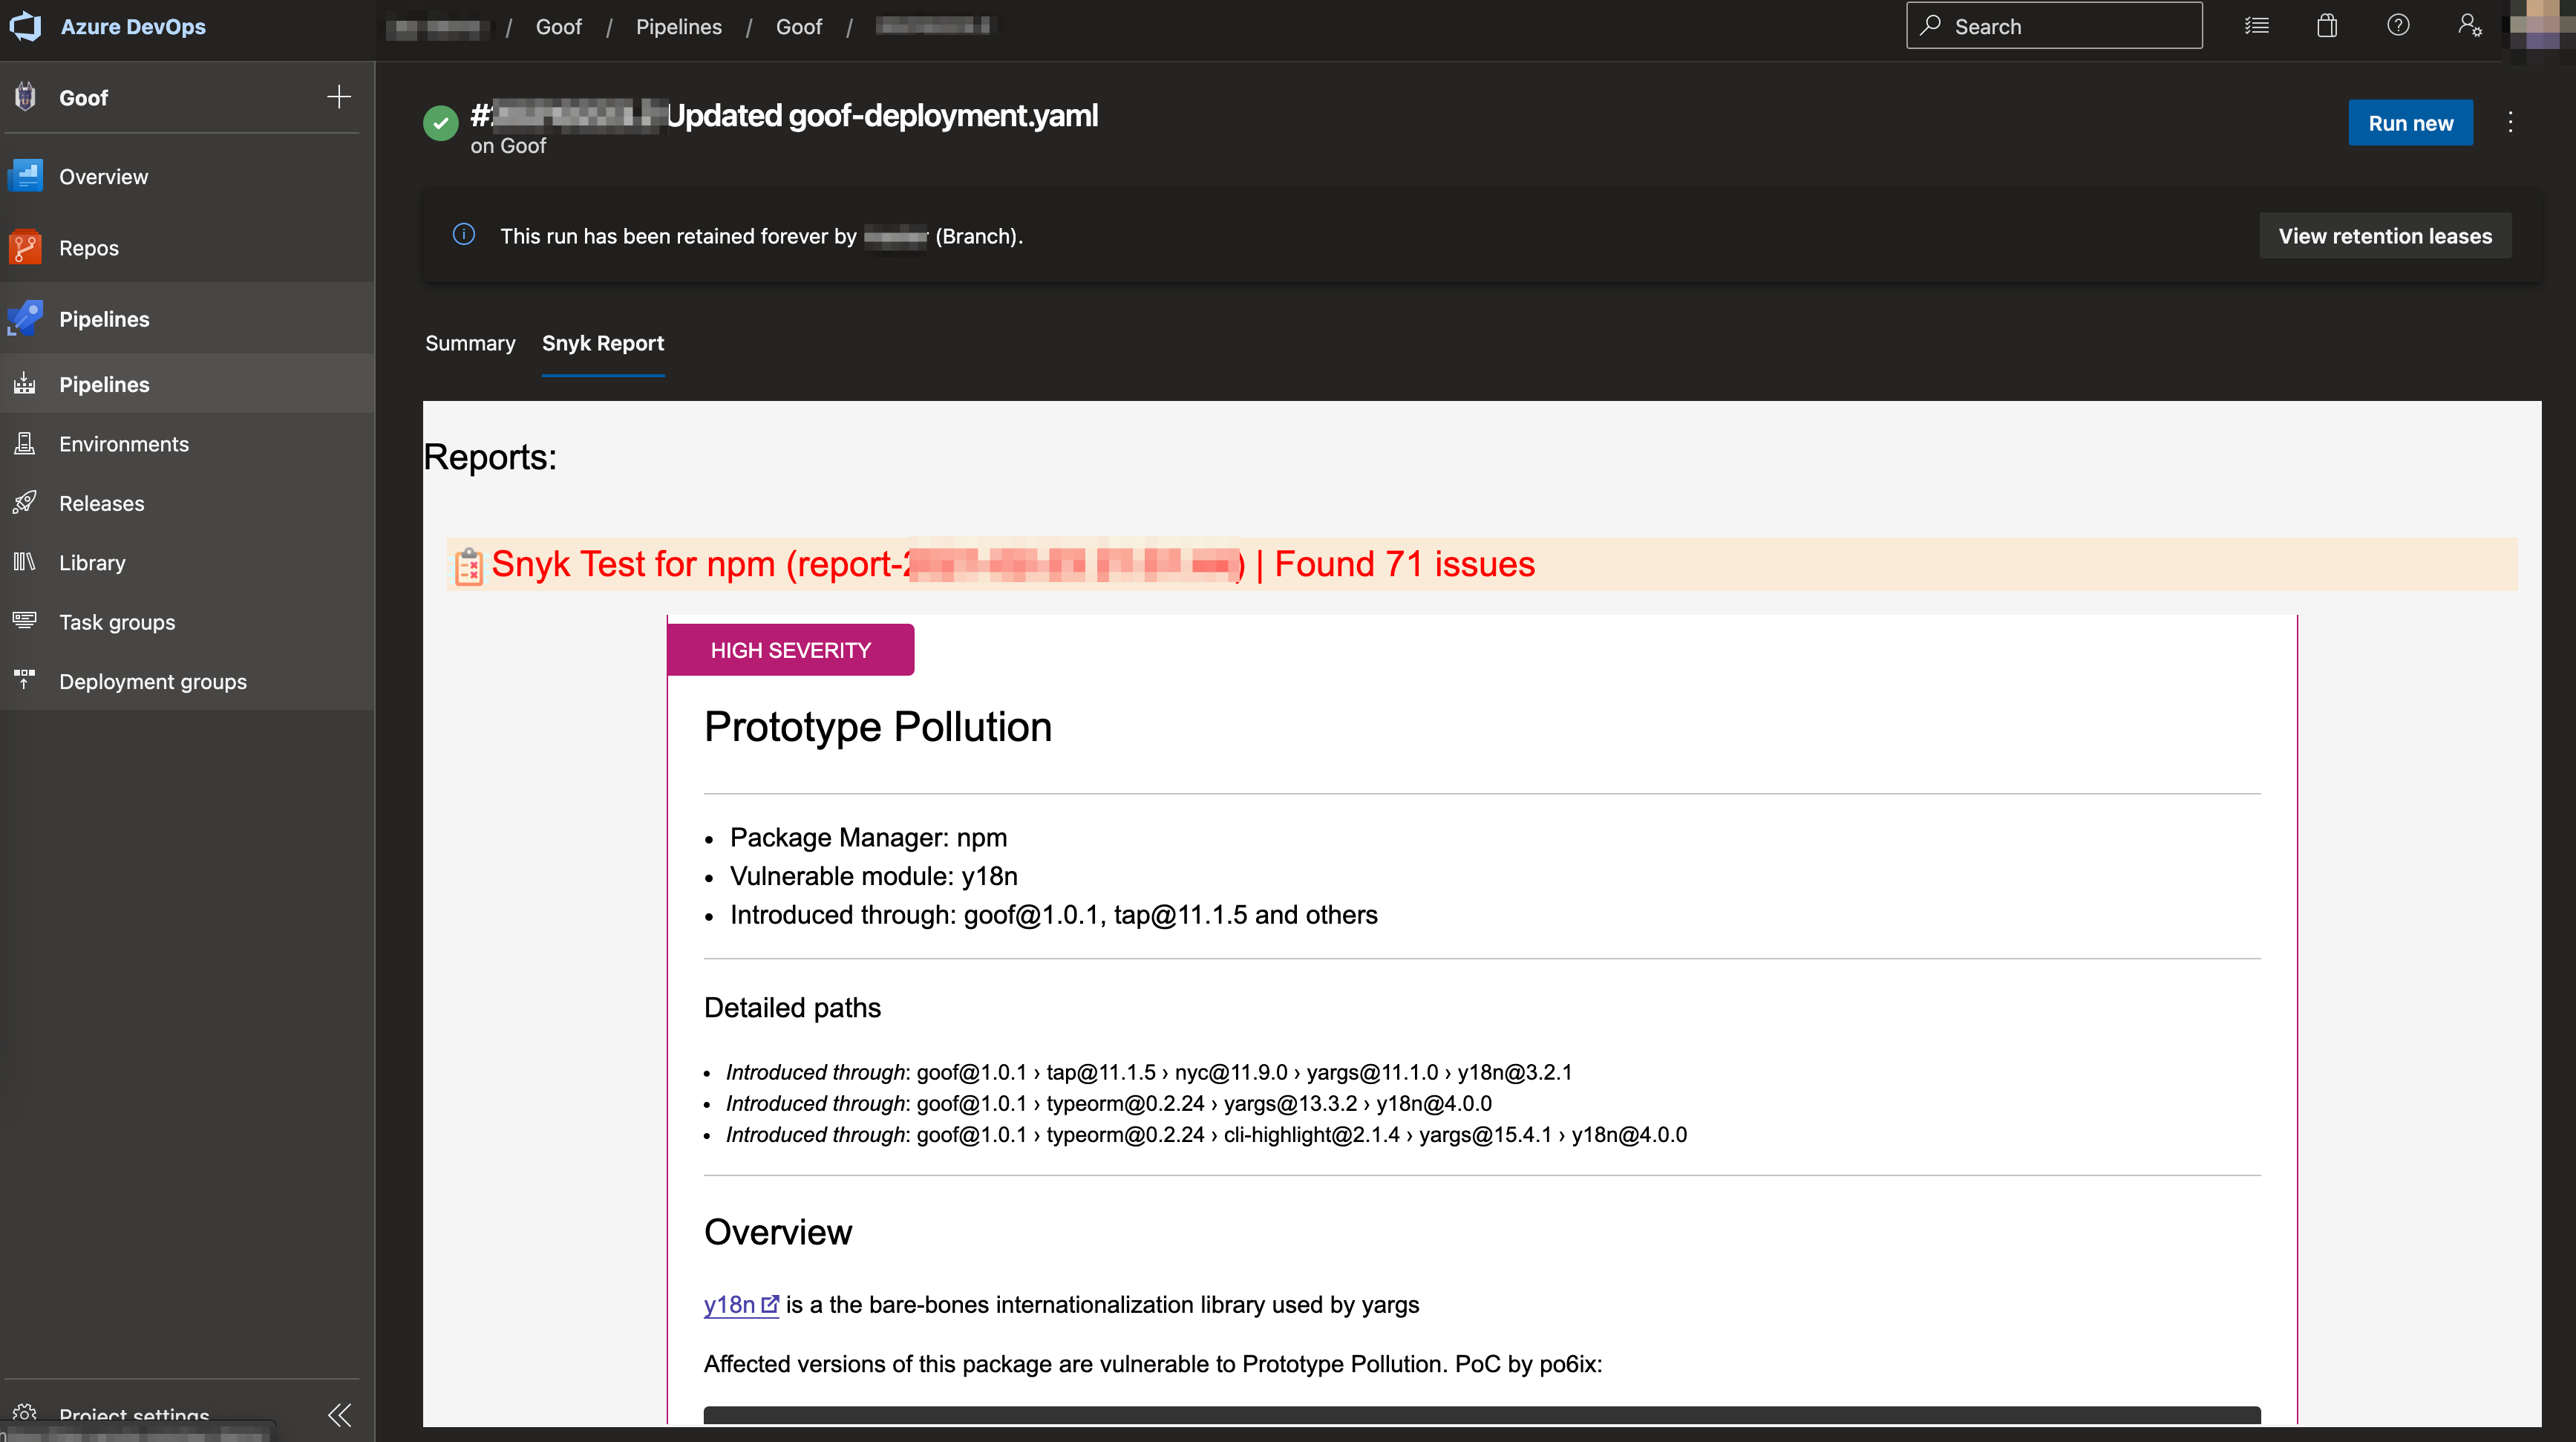 Azure DevOps
/ Goof / Pipelines / Goof /
Search
Goof
Overview
Repos
Pipelines
Pipelines
Environments
Releases
Library
Task groups
Deployment groups
Project settings
# Updated goof-deployment.yaml
on Goof
Run new
This run has been retained forever by (Branch).
View retention leases
Summary Snyk Report
Reports:
Snyk Test for npm (report-2 ) | Found 71 issues
HIGH SEVERITY
Prototype Pollution
• Package Manager: npm
• Vulnerable module: y18n
• Introduced through: goof@1.0.1, tap@11.1.5 and others
Detailed paths
• Introduced through: goof@1.0.1 › tap@11.1.5 › nyc@11.9.0 › yargs@11.1.0 › y18n@3.2.1
• Introduced through: goof@1.0.1 › typeorm@0.2.24 › yargs@13.3.2 › y18n@4.0.0
• Introduced through: goof@1.0.1 › typeorm@0.2.24 › cli-highlight@2.1.4 › yargs@15.4.1 › y18n@4.0.0
Overview
y18n is a the bare-bones internationalization library used by yargs
Affected versions of this package are vulnerable to Prototype Pollution. PoC by po6ix: